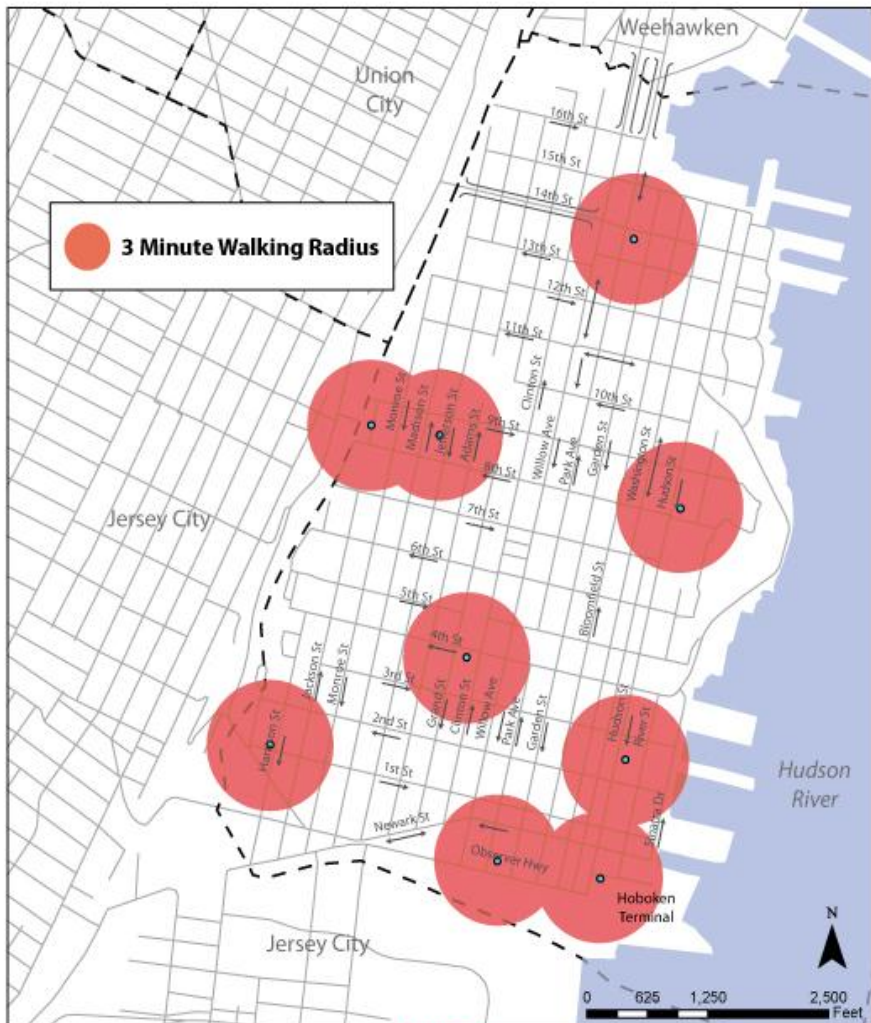 Weehawken
Union
City
16th St
15th St
14th St
3 Minute Walking Radius
13th St
12th St
11th St
Clinton St
10th St
Monroe St
Madison St
Jefferson St
Adams St
9th St
Willow Ave
Park Ave
Garden St
Washington St
Hudson St
8th St
7th St
Jersey City
6th St
5th St
Bloomfield St
4th St
Jackson St
Monroe St
3rd St
Grand St
Clinton St
Willow Ave
Park Ave
Garden St
Hudson St
River St
Harrison St
2nd St
1st St
Hudson
River
Newark St
Sinatra Dr
Observer Hwy
Hoboken
Terminal
Jersey City
N
0 625 1,250 2,500
Feet